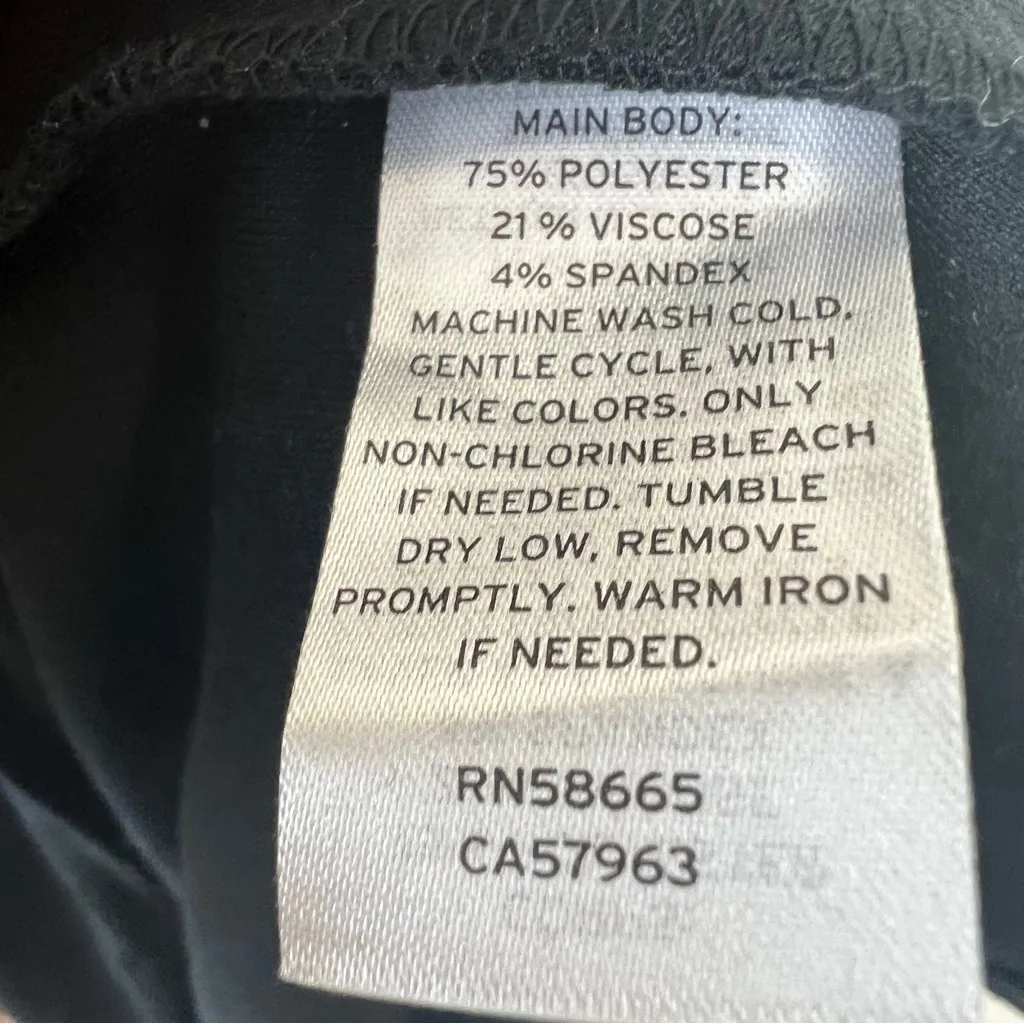 MAIN BODY:
75% POLYESTER
21 % VISCOSE
4% SPANDEX
MACHINE WASH COLD,
GENTLE CYCLE, WITH
LIKE COLORS. ONLY
NON-CHLORINE BLEACH
IF NEEDED. TUMBLE
DRY LOW, REMOVE
PROMPTLY. WARM IRON
IF NEEDED.
RN58665
CA57963